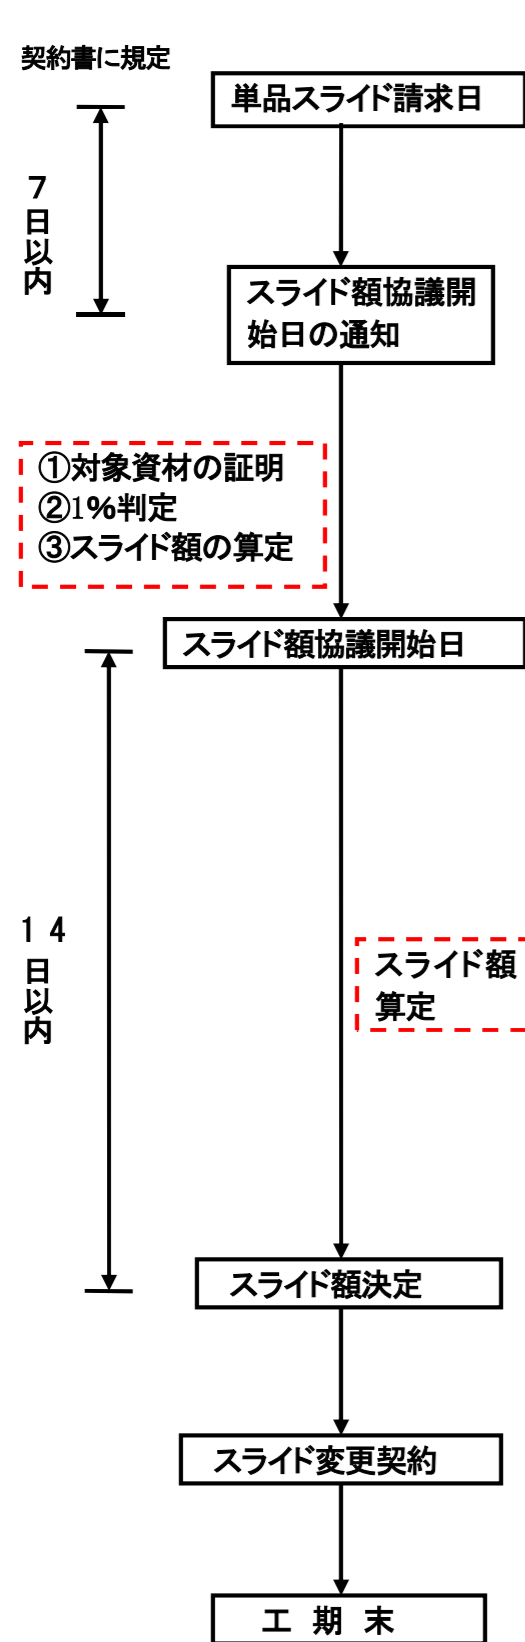 契約書に規定
単品スライド請求日
7日以内
スライド額協議開
始日の通知
①対象資材の証明
②1%判定
③スライド額の算定
スライド額協議開始日
14日以内
スライド額
算定
スライド額決定
スライド変更契約
工 期 末